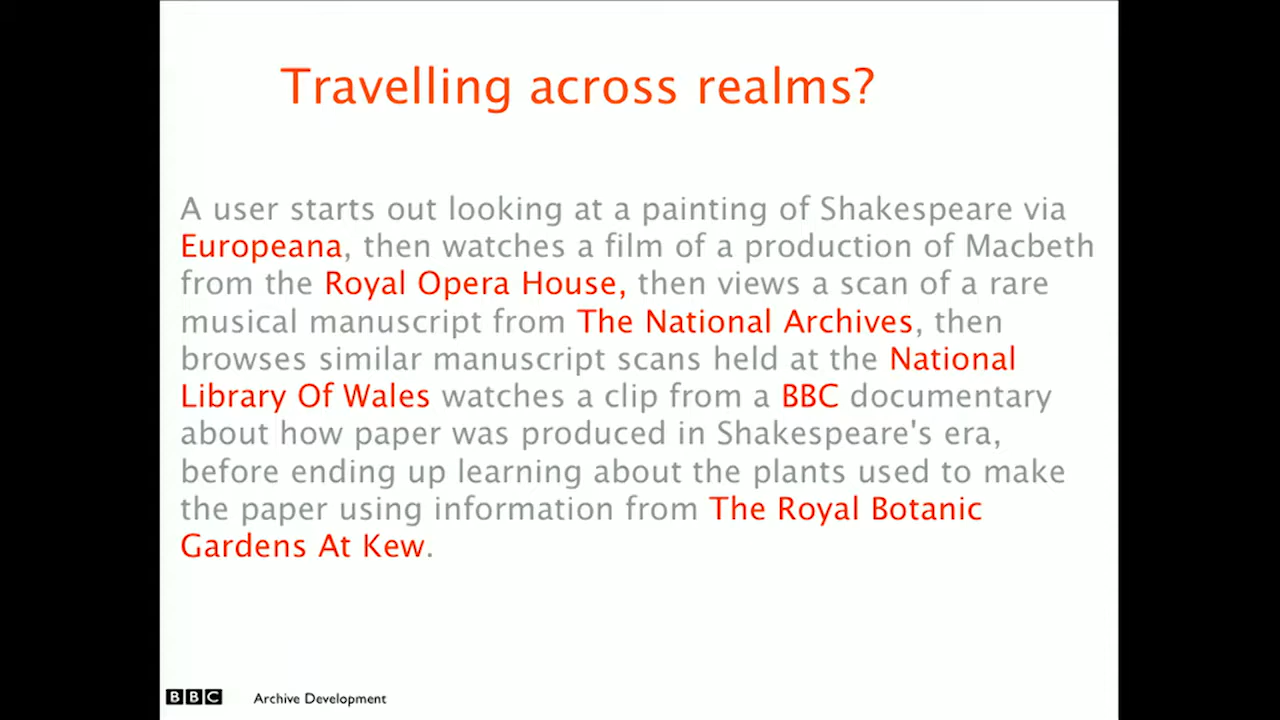 Travelling across realms?
A user starts out looking at a painting of Shakespeare via
Europeana, then watches a film of a production of Macbeth
from the Royal Opera House, then views a scan of a rare
musical manuscript from The National Archives, then
browses similar manuscript scans held at the National
Library Of Wales watches a clip from a BBC documentary
about how paper was produced in Shakespeare's era,
before ending up learning about the plants used to make
the paper using information from The Royal Botanic
Gardens At Kew.
BBC Archive Development